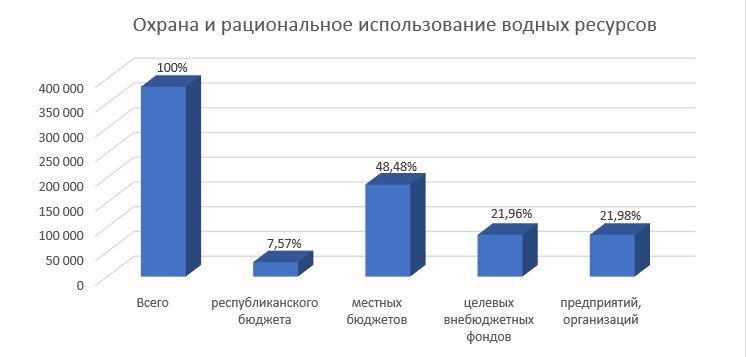 Охрана и рациональное использование водных ресурсов
100%
400 000
350 000
300 000
250 000
200 000
150 000
100 000
50 000
0
48,48%
21,96%
21,98%
7,57%
Всего
республиканского
бюджета
местных
бюджетов
целевых
внебюджетных
фондов
предприятий,
организаций